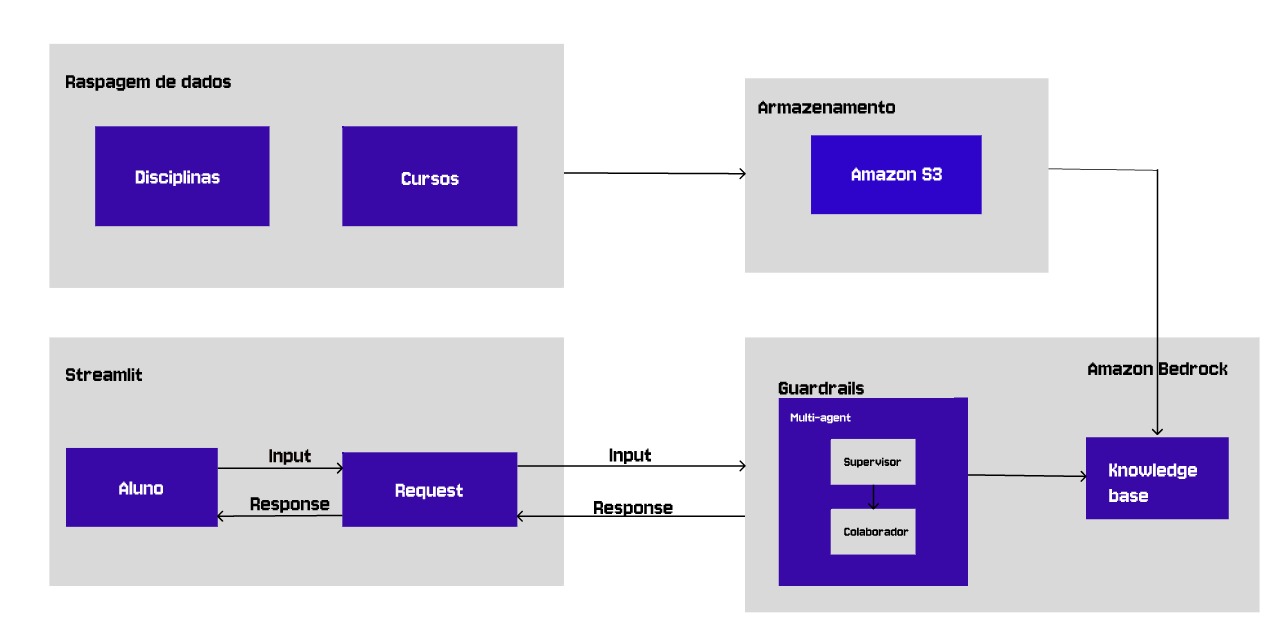 Raspagem de dados
Disciplinas
Cursos
Armazenamento
Amazon S3
Streamlit
Aluno
Input
Response
Request
Input
Response
Amazon Bedrock
Guardrails
Multi-agent
Supervisor
Colaborador
Knowledge
base